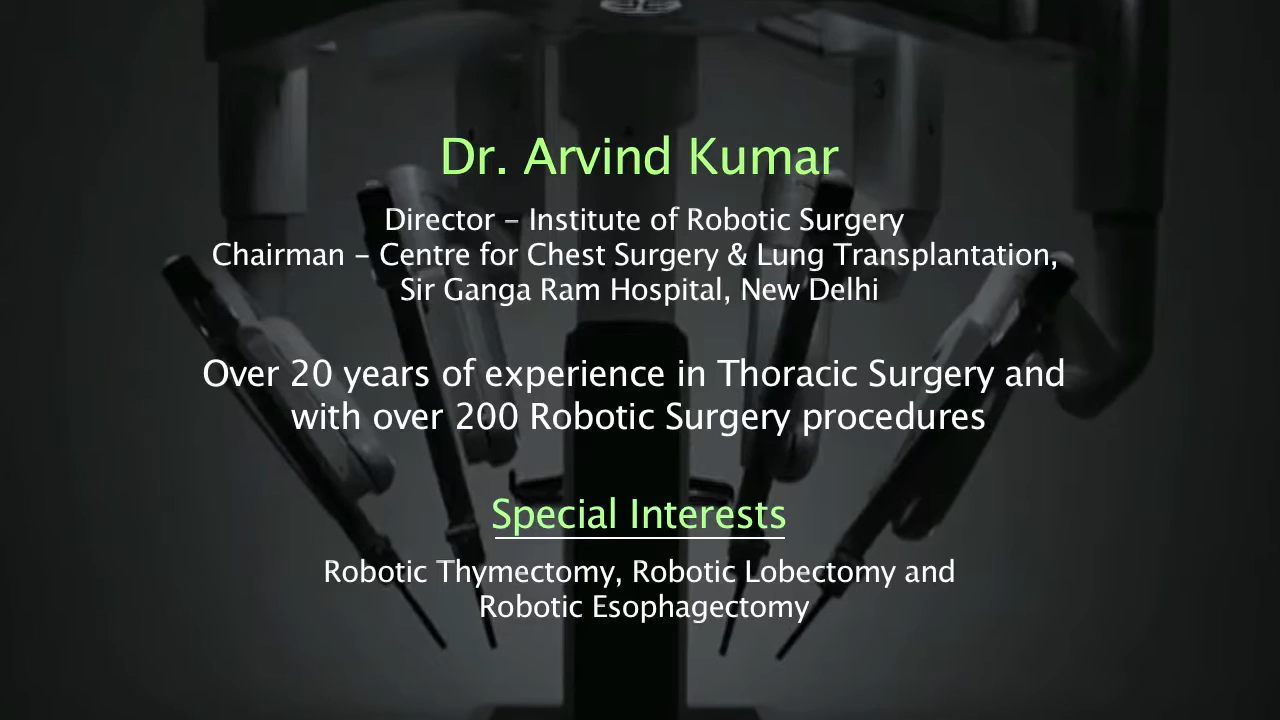 Dr. Arvind Kumar
Director – Institute of Robotic Surgery
Chairman – Centre for Chest Surgery & Lung Transplantation,
Sir Ganga Ram Hospital, New Delhi
Over 20 years of experience in Thoracic Surgery and
with over 200 Robotic Surgery procedures
Special Interests
Robotic Thymectomy, Robotic Lobectomy and
Robotic Esophagectomy